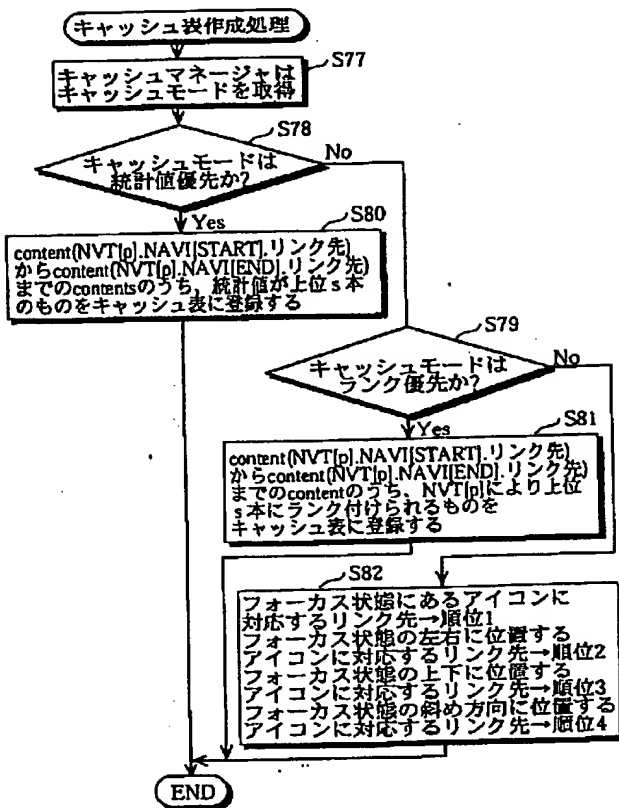 キャッシュ表作成処理
S77
キャッシュマネージャは
キャッシュモードを取得
S78
キャッシュモードは
統計値優先か?
No
Yes
S80
content(NVT[p].NAVI[START].リンク先)
からcontent(NVT[p].NAVI[END].リンク先)
までのcontentsのうち、統計値が上位s本
のものをキャッシュ表に登録する
S79
キャッシュモードは
ランク優先か?
No
Yes
S81
content(NVT[p].NAVI[START].リンク先)
からcontent(NVT[p].NAVI[END].リンク先)
までのcontentのうち、NVT[p]により上位
s本にランク付けられるものを
キャッシュ表に登録する
S82
フォーカス状態にあるアイコンに
対応するリンク先→順位1
フォーカス状態の左右に位置する
アイコンに対応するリンク先→順位2
フォーカス状態の上下に位置する
アイコンに対応するリンク先→順位3
フォーカス状態の斜め方向に位置する
アイコンに対応するリンク先→順位4
END